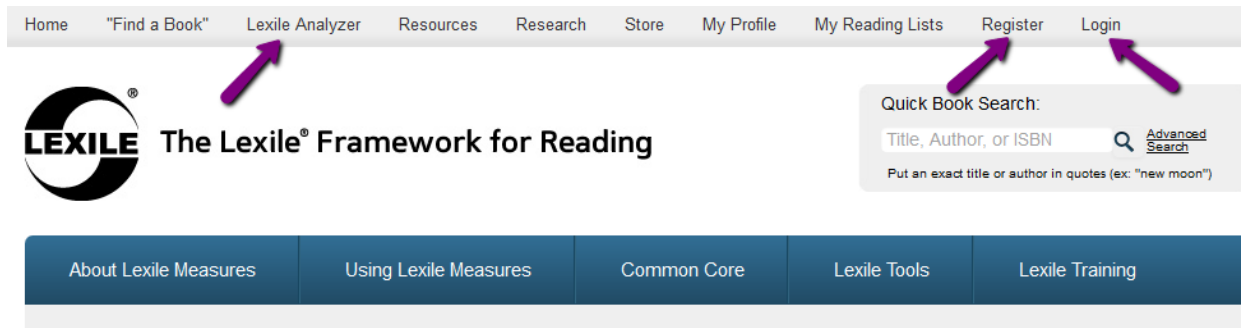 Home "Find a Book" Lexile Analyzer Resources Research Store My Profile My Reading Lists Register Login
LEXILE®
The Lexile® Framework for Reading
Quick Book Search:
Title, Author, or ISBN
Advanced
Search
Put an exact title or author in quotes (ex: "new moon")
About Lexile Measures Using Lexile Measures Common Core Lexile Tools Lexile Training